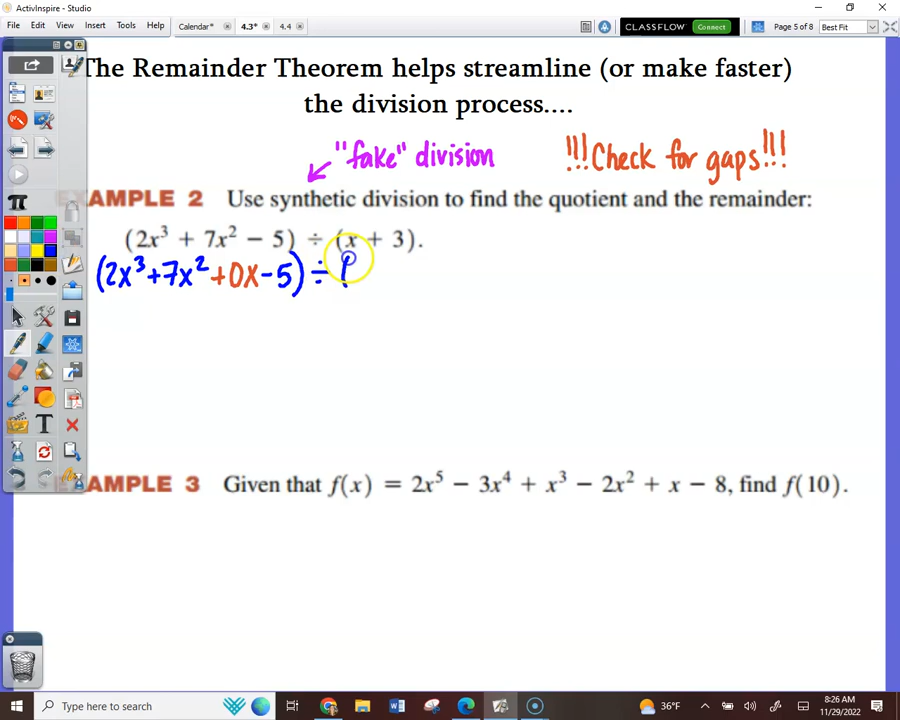 ActivInspire - Studio
File Edit View Insert Tools Help Calendar* 4.3* 4.4 CLASSFLOW Connect Page 5 of 8 Best Fit
The Remainder Theorem helps streamline (or make faster)
the division process....
"fake" division !!!Check for gaps!!!
AMPLE 2 Use synthetic division to find the quotient and the remainder:
(2x³ + 7x² − 5) ÷ (x + 3).
(2x³+7x²+0x-5) ÷ (
AMPLE 3 Given that f(x) = 2x⁵ − 3x⁴ + x³ − 2x² + x − 8, find f(10).
Type here to search 36°F 8:26 AM
11/29/2022